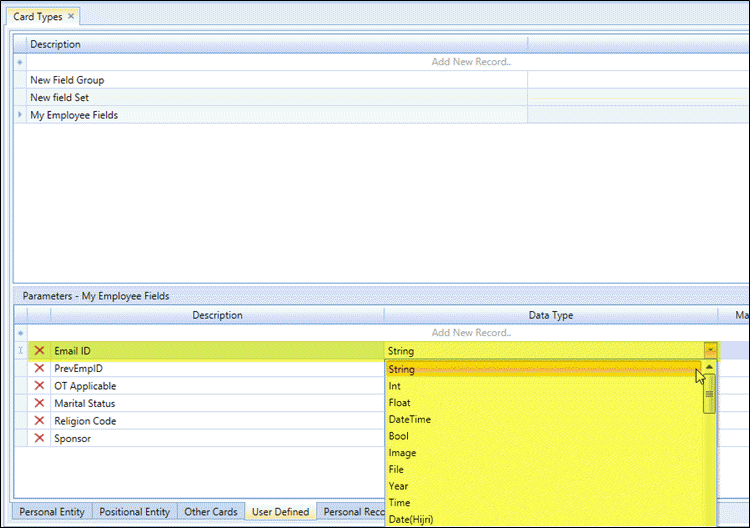 Card Types
Description
Add New Record..
New Field Group
New field Set
My Employee Fields
Parameters - My Employee Fields
Description Data Type Ma
Add New Record..
Email ID String
PrevEmpID String
OT Applicable Int
Marital Status Float
Religion Code DateTime
Sponsor Bool
Image
File
Year
Time
Date(Hijri)
Personal Entity Positional Entity Other Cards User Defined Personal Reco